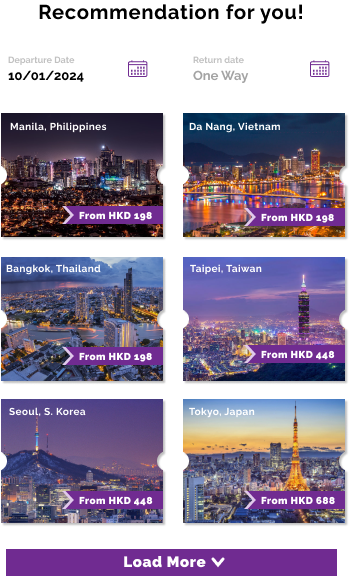 Recommendation for you!
Departure Date
Return date
10/01/2024
One Way
Manila, Philippines
Da Nang, Vietnam
From HKD 198
From HKD 198
Bangkok, Thailand
Taipei, Taiwan
From HKD 198
From HKD 448
Seoul, S. Korea
Tokyo, Japan
From HKD 448
From HKD 688
Load More